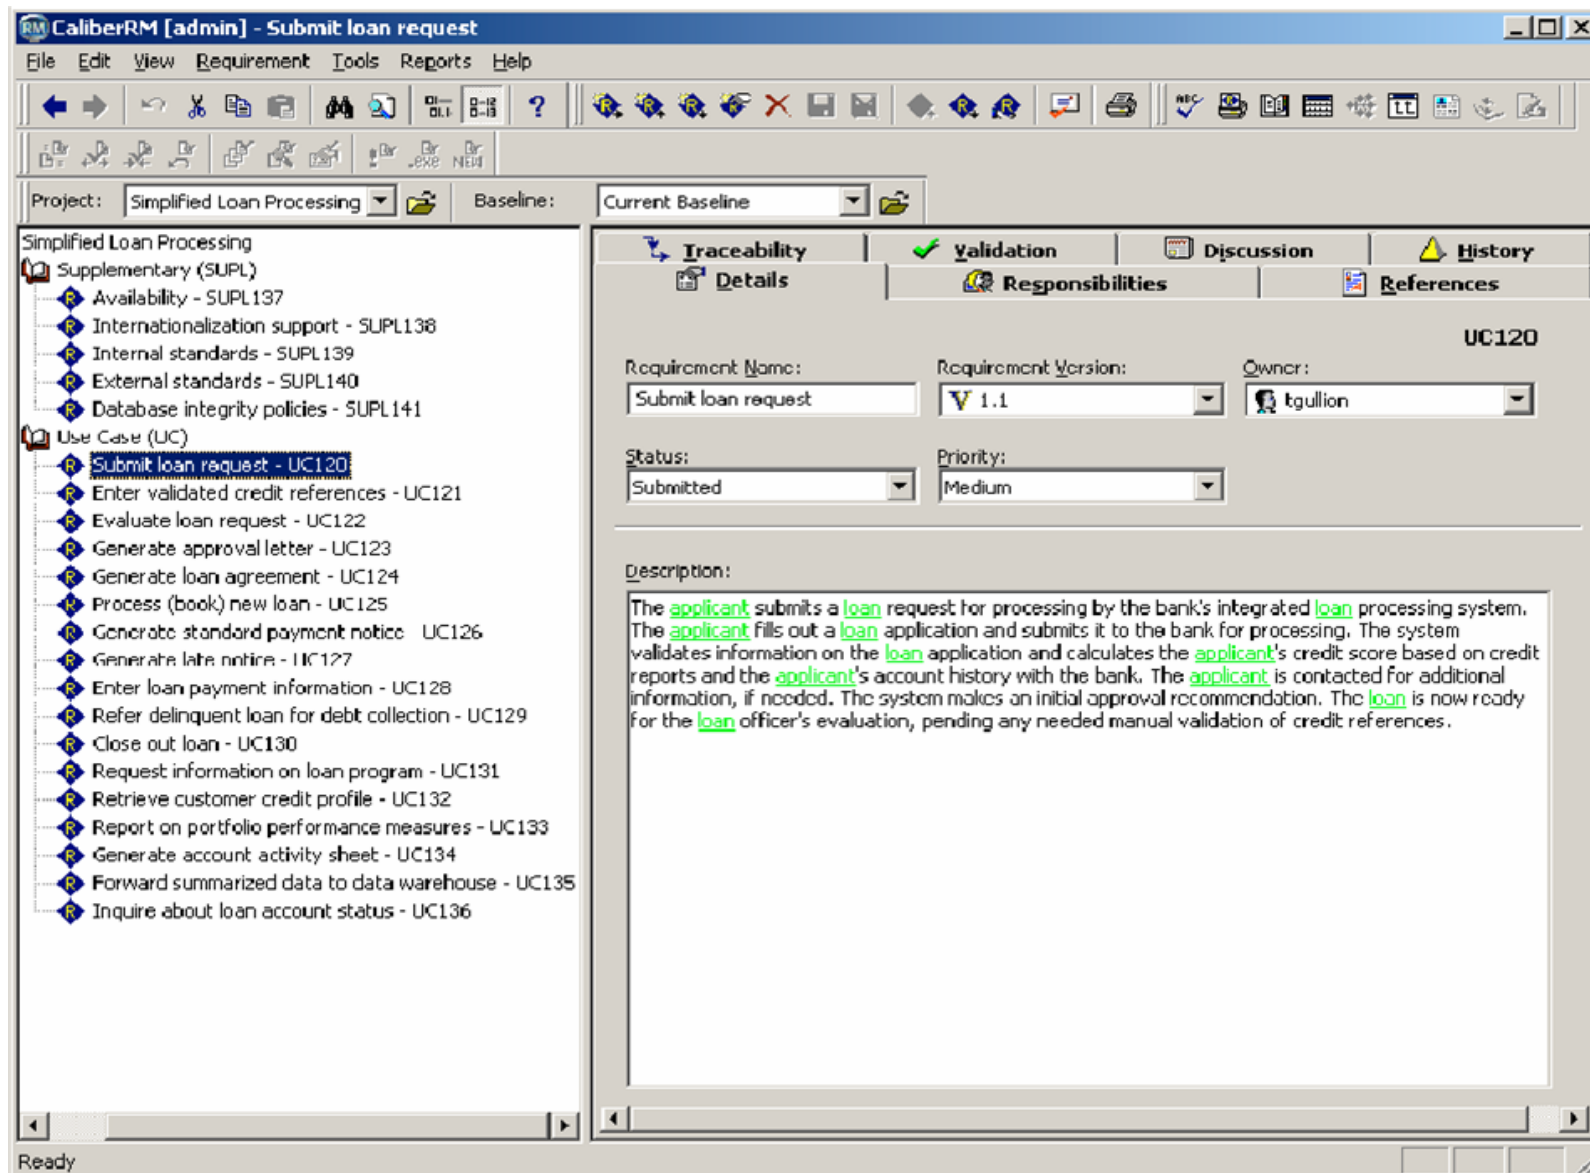 CaliberRM [admin] - Submit loan request
File Edit View Requirement Tools Reports Help
Project: Simplified Loan Processing Baseline: Current Baseline
Simplified Loan Processing
Supplementary (SUPL)
Availability - SUPL137
Internationalization support - SUPL138
Internal standards - SUPL139
External standards - SUPL140
Database integrity policies - SUPL141
Use Case (UC)
Submit loan request - UC120
Enter validated credit references - UC121
Evaluate loan request - UC122
Generate approval letter - UC123
Generate loan agreement - UC124
Process (book) new loan - UC125
Generate standard payment notice - UC126
Generate late notice - UC127
Enter loan payment information - UC128
Refer delinquent loan for debt collection - UC129
Close out loan - UC130
Request information on loan program - UC131
Retrieve customer credit profile - UC132
Report on portfolio performance measures - UC133
Generate account activity sheet - UC134
Forward summarized data to data warehouse - UC135
Inquire about loan account status - UC136
Traceability Validation Discussion History
Details Responsibilities References
UC120
Requirement Name: Requirement Version: Owner:
Submit loan request 1.1 tgullion
Status: Priority:
Submitted Medium
Description:
The applicant submits a loan request for processing by the bank's integrated loan processing system.
The applicant fills out a loan application and submits it to the bank for processing. The system
validates information on the loan application and calculates the applicant's credit score based on credit
reports and the applicant's account history with the bank. The applicant is contacted for additional
information, if needed. The system makes an initial approval recommendation. The loan is now ready
for the loan officer's evaluation, pending any needed manual validation of credit references.
Ready